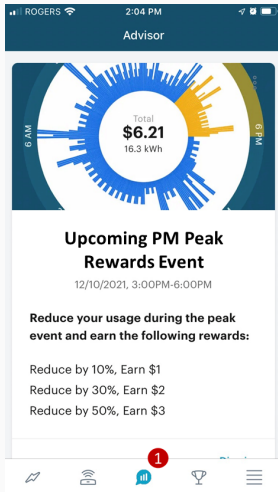 ROGERS 2:04 PM
Advisor
6 AM
6 PM
Total
$6.21
16.3 kWh
Upcoming PM Peak
Rewards Event
12/10/2021, 3:00PM-6:00PM
Reduce your usage during the peak
event and earn the following rewards:
Reduce by 10%, Earn $1
Reduce by 30%, Earn $2
Reduce by 50%, Earn $3
1